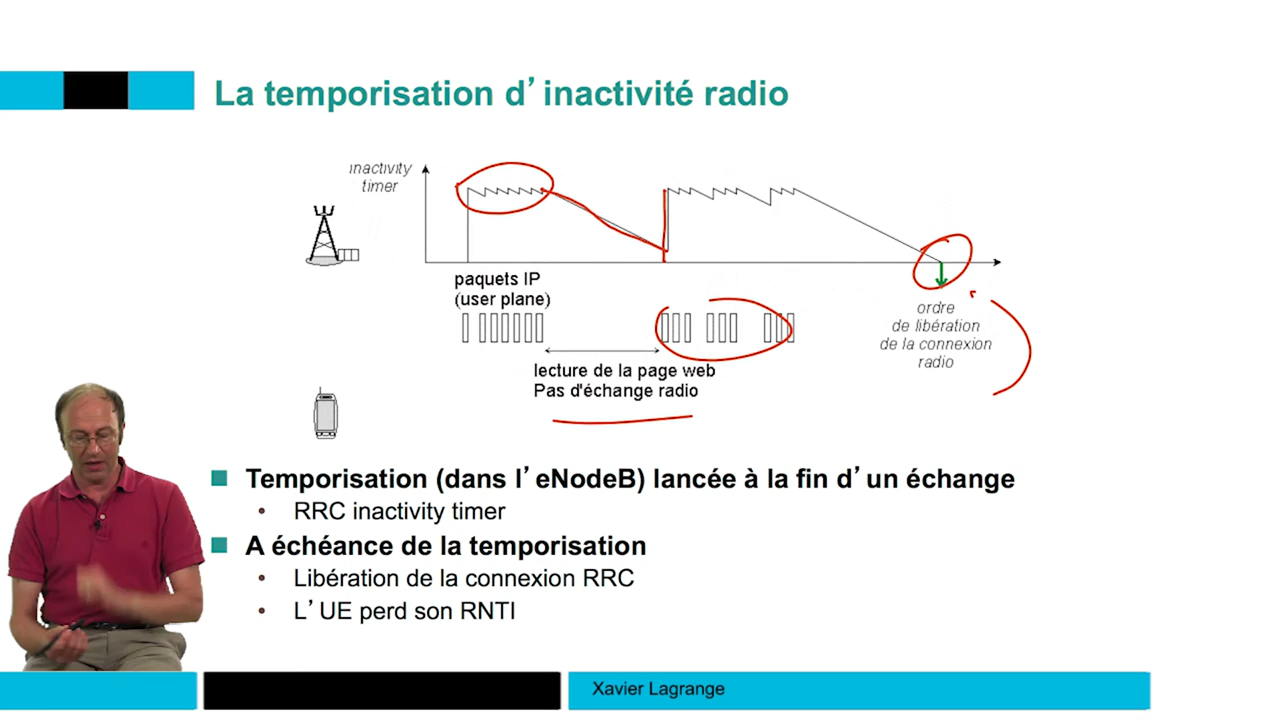 La temporisation d’inactivité radio
inactivity
timer
paquets IP
(user plane)
ordre
de libération
de la connexion
radio
lecture de la page web
Pas d'échange radio
Temporisation (dans l’eNodeB) lancée à la fin d’un échange
• RRC inactivity timer
A échéance de la temporisation
• Libération de la connexion RRC
• L’UE perd son RNTI
Xavier Lagrange